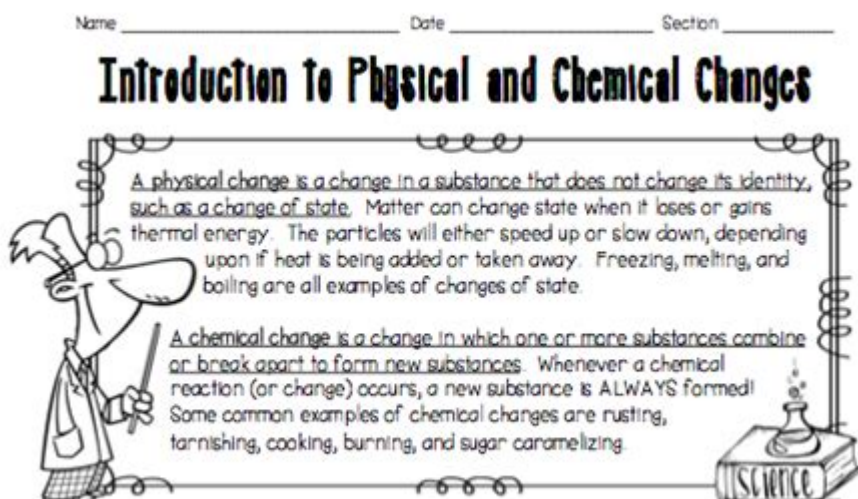 Name Date Section
Introduction to Physical and Chemical Changes
A physical change is a change in a substance that does not change its identity,
such as a change of state. Matter can change state when it loses or gains
thermal energy. The particles will either speed up or slow down, depending
upon if heat is being added or taken away. Freezing, melting, and
boiling are all examples of changes of state.
A chemical change is a change in which one or more substances combine
or break apart to form new substances. Whenever a chemical
reaction (or change) occurs, a new substance is ALWAYS formed!
Some common examples of chemical changes are rusting,
tarnishing, cooking, burning, and sugar caramelizing.
SCIENCE